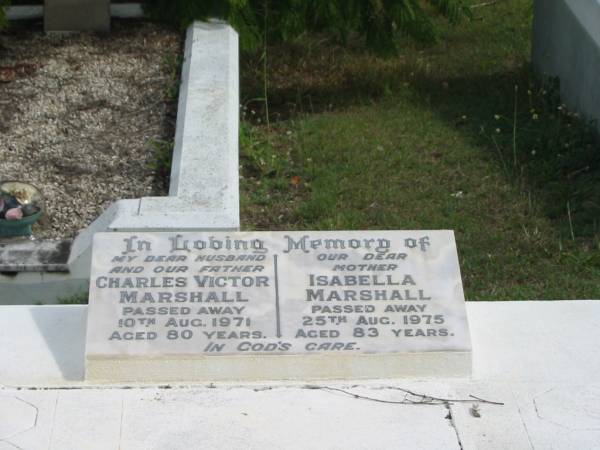 In Loving Memory of
MY DEAR HUSBAND
AND OUR FATHER
CHARLES VICTOR
MARSHALL
PASSED AWAY
10TH AUG. 1971
AGED 80 YEARS.
OUR DEAR
MOTHER
ISABELLA
MARSHALL
PASSED AWAY
25TH AUG. 1975
AGED 83 YEARS.
IN GOD'S CARE.